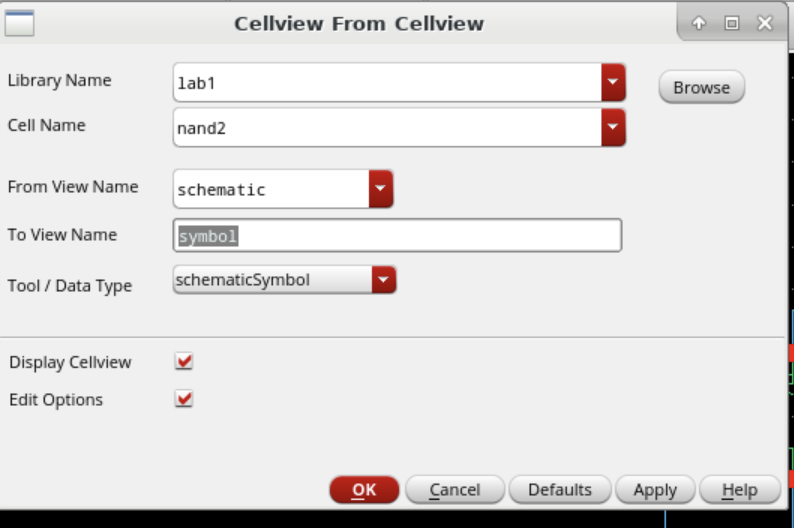 Cellview From Cellview
Library Name lab1 Browse
Cell Name nand2
From View Name schematic
To View Name symbol
Tool / Data Type schematicSymbol
Display Cellview
Edit Options
OK Cancel Defaults Apply Help